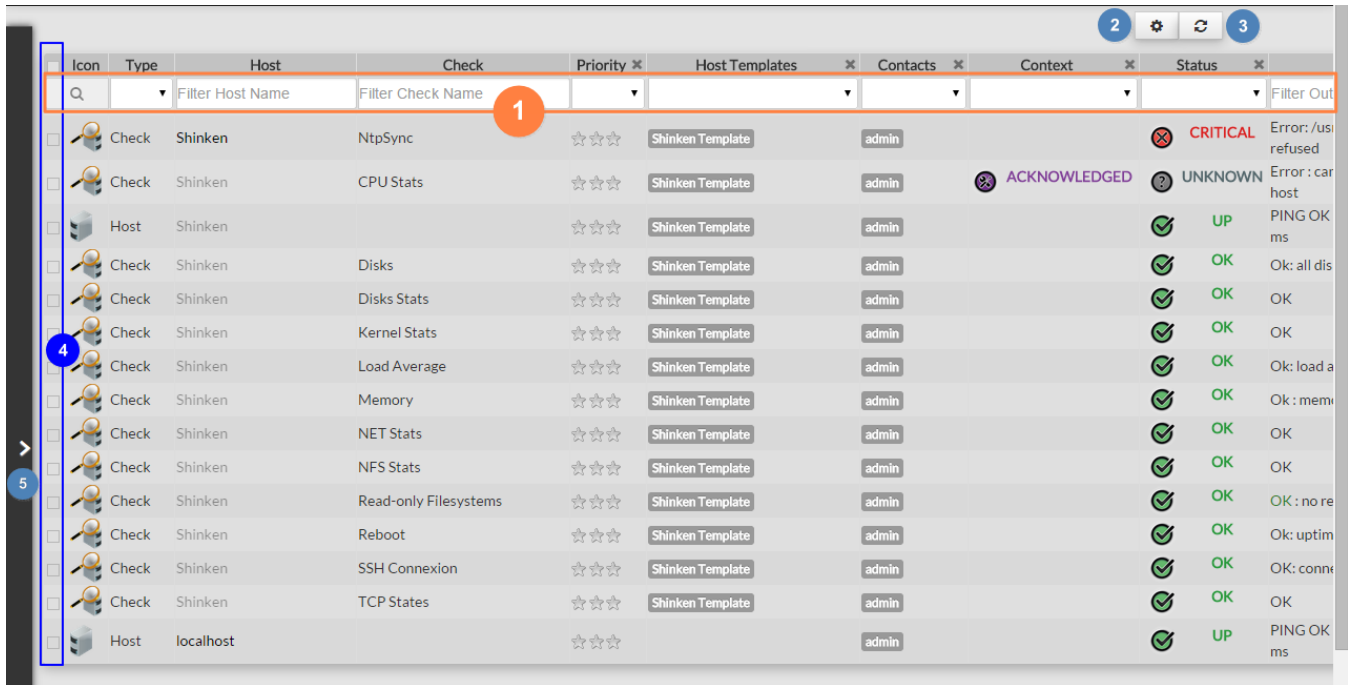 2 3
Icon Type Host Check Priority Host Templates Contacts Context Status
Filter Host Name Filter Check Name Filter Out
1
Check Shinken NtpSync Shinken Template admin CRITICAL Error: /us
refused
Check Shinken CPU Stats Shinken Template admin ACKNOWLEDGED UNKNOWN Error : car
host
Host Shinken Shinken Template admin UP PING OK
ms
Check Shinken Disks Shinken Template admin OK Ok: all dis
Check Shinken Disks Stats Shinken Template admin OK OK
Check Shinken Kernel Stats Shinken Template admin OK OK
4
Check Shinken Load Average Shinken Template admin OK Ok: load a
Check Shinken Memory Shinken Template admin OK Ok : mem
Check Shinken NET Stats Shinken Template admin OK OK
Check Shinken NFS Stats Shinken Template admin OK OK
5
Check Shinken Read-only Filesystems Shinken Template admin OK OK : no re
Check Shinken Reboot Shinken Template admin OK Ok: uptim
Check Shinken SSH Connexion Shinken Template admin OK OK: conne
Check Shinken TCP States Shinken Template admin OK OK
Host localhost admin UP PING OK
ms